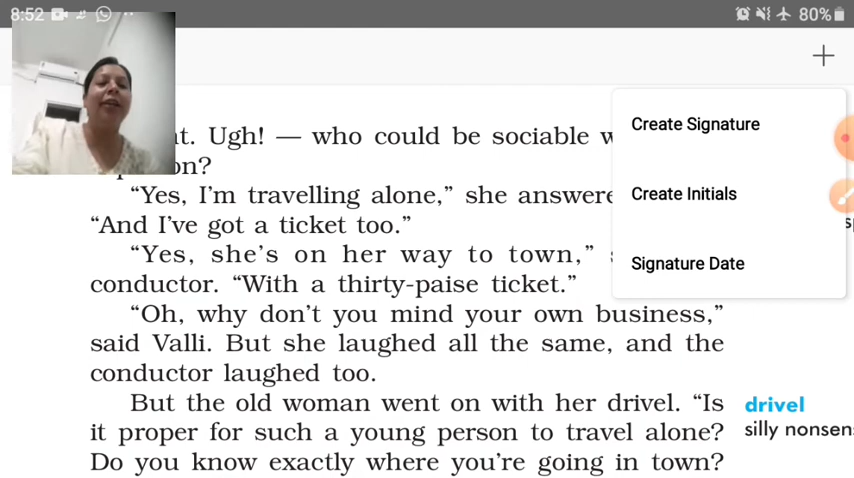 8:52
80%
Create Signature
Create Initials
Signature Date
Ugh! — who could be sociable
"Yes, I'm travelling alone," she answere
"And I've got a ticket too."
"Yes, she's on her way to town,"
conductor. "With a thirty-paise ticket."
"Oh, why don't you mind your own business,"
said Valli. But she laughed all the same, and the
conductor laughed too.
But the old woman went on with her drivel. "Is
it proper for such a young person to travel alone?
Do you know exactly where you're going in town?
drivel
silly nonsens